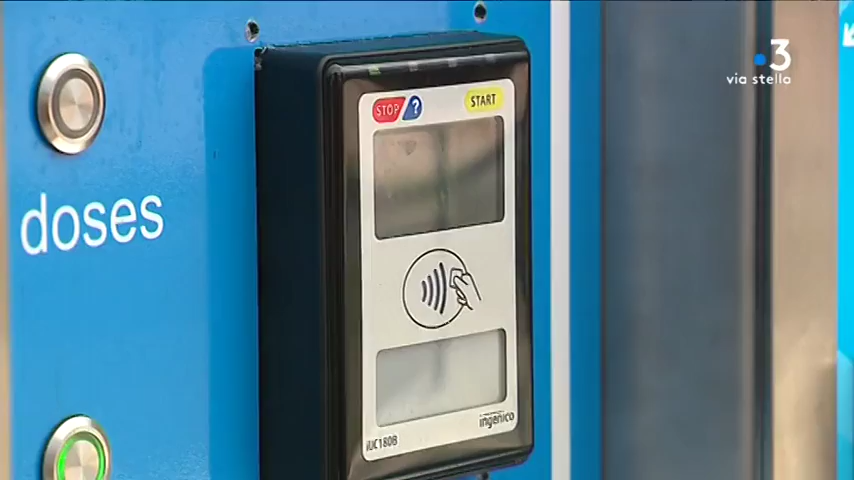 3
via stella
STOP ? START
doses
ingenico
iUC180B